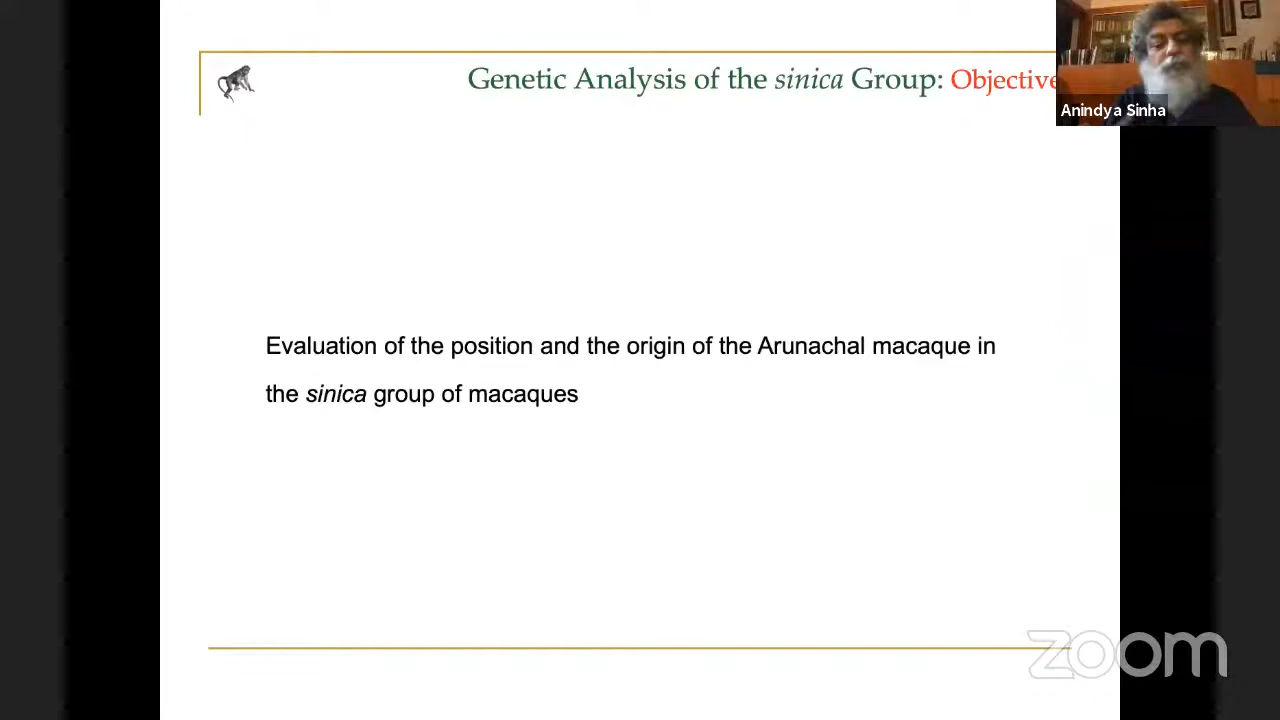 Genetic Analysis of the sinica Group: Objective
Anindya Sinha
Evaluation of the position and the origin of the Arunachal macaque in
the sinica group of macaques
zoom